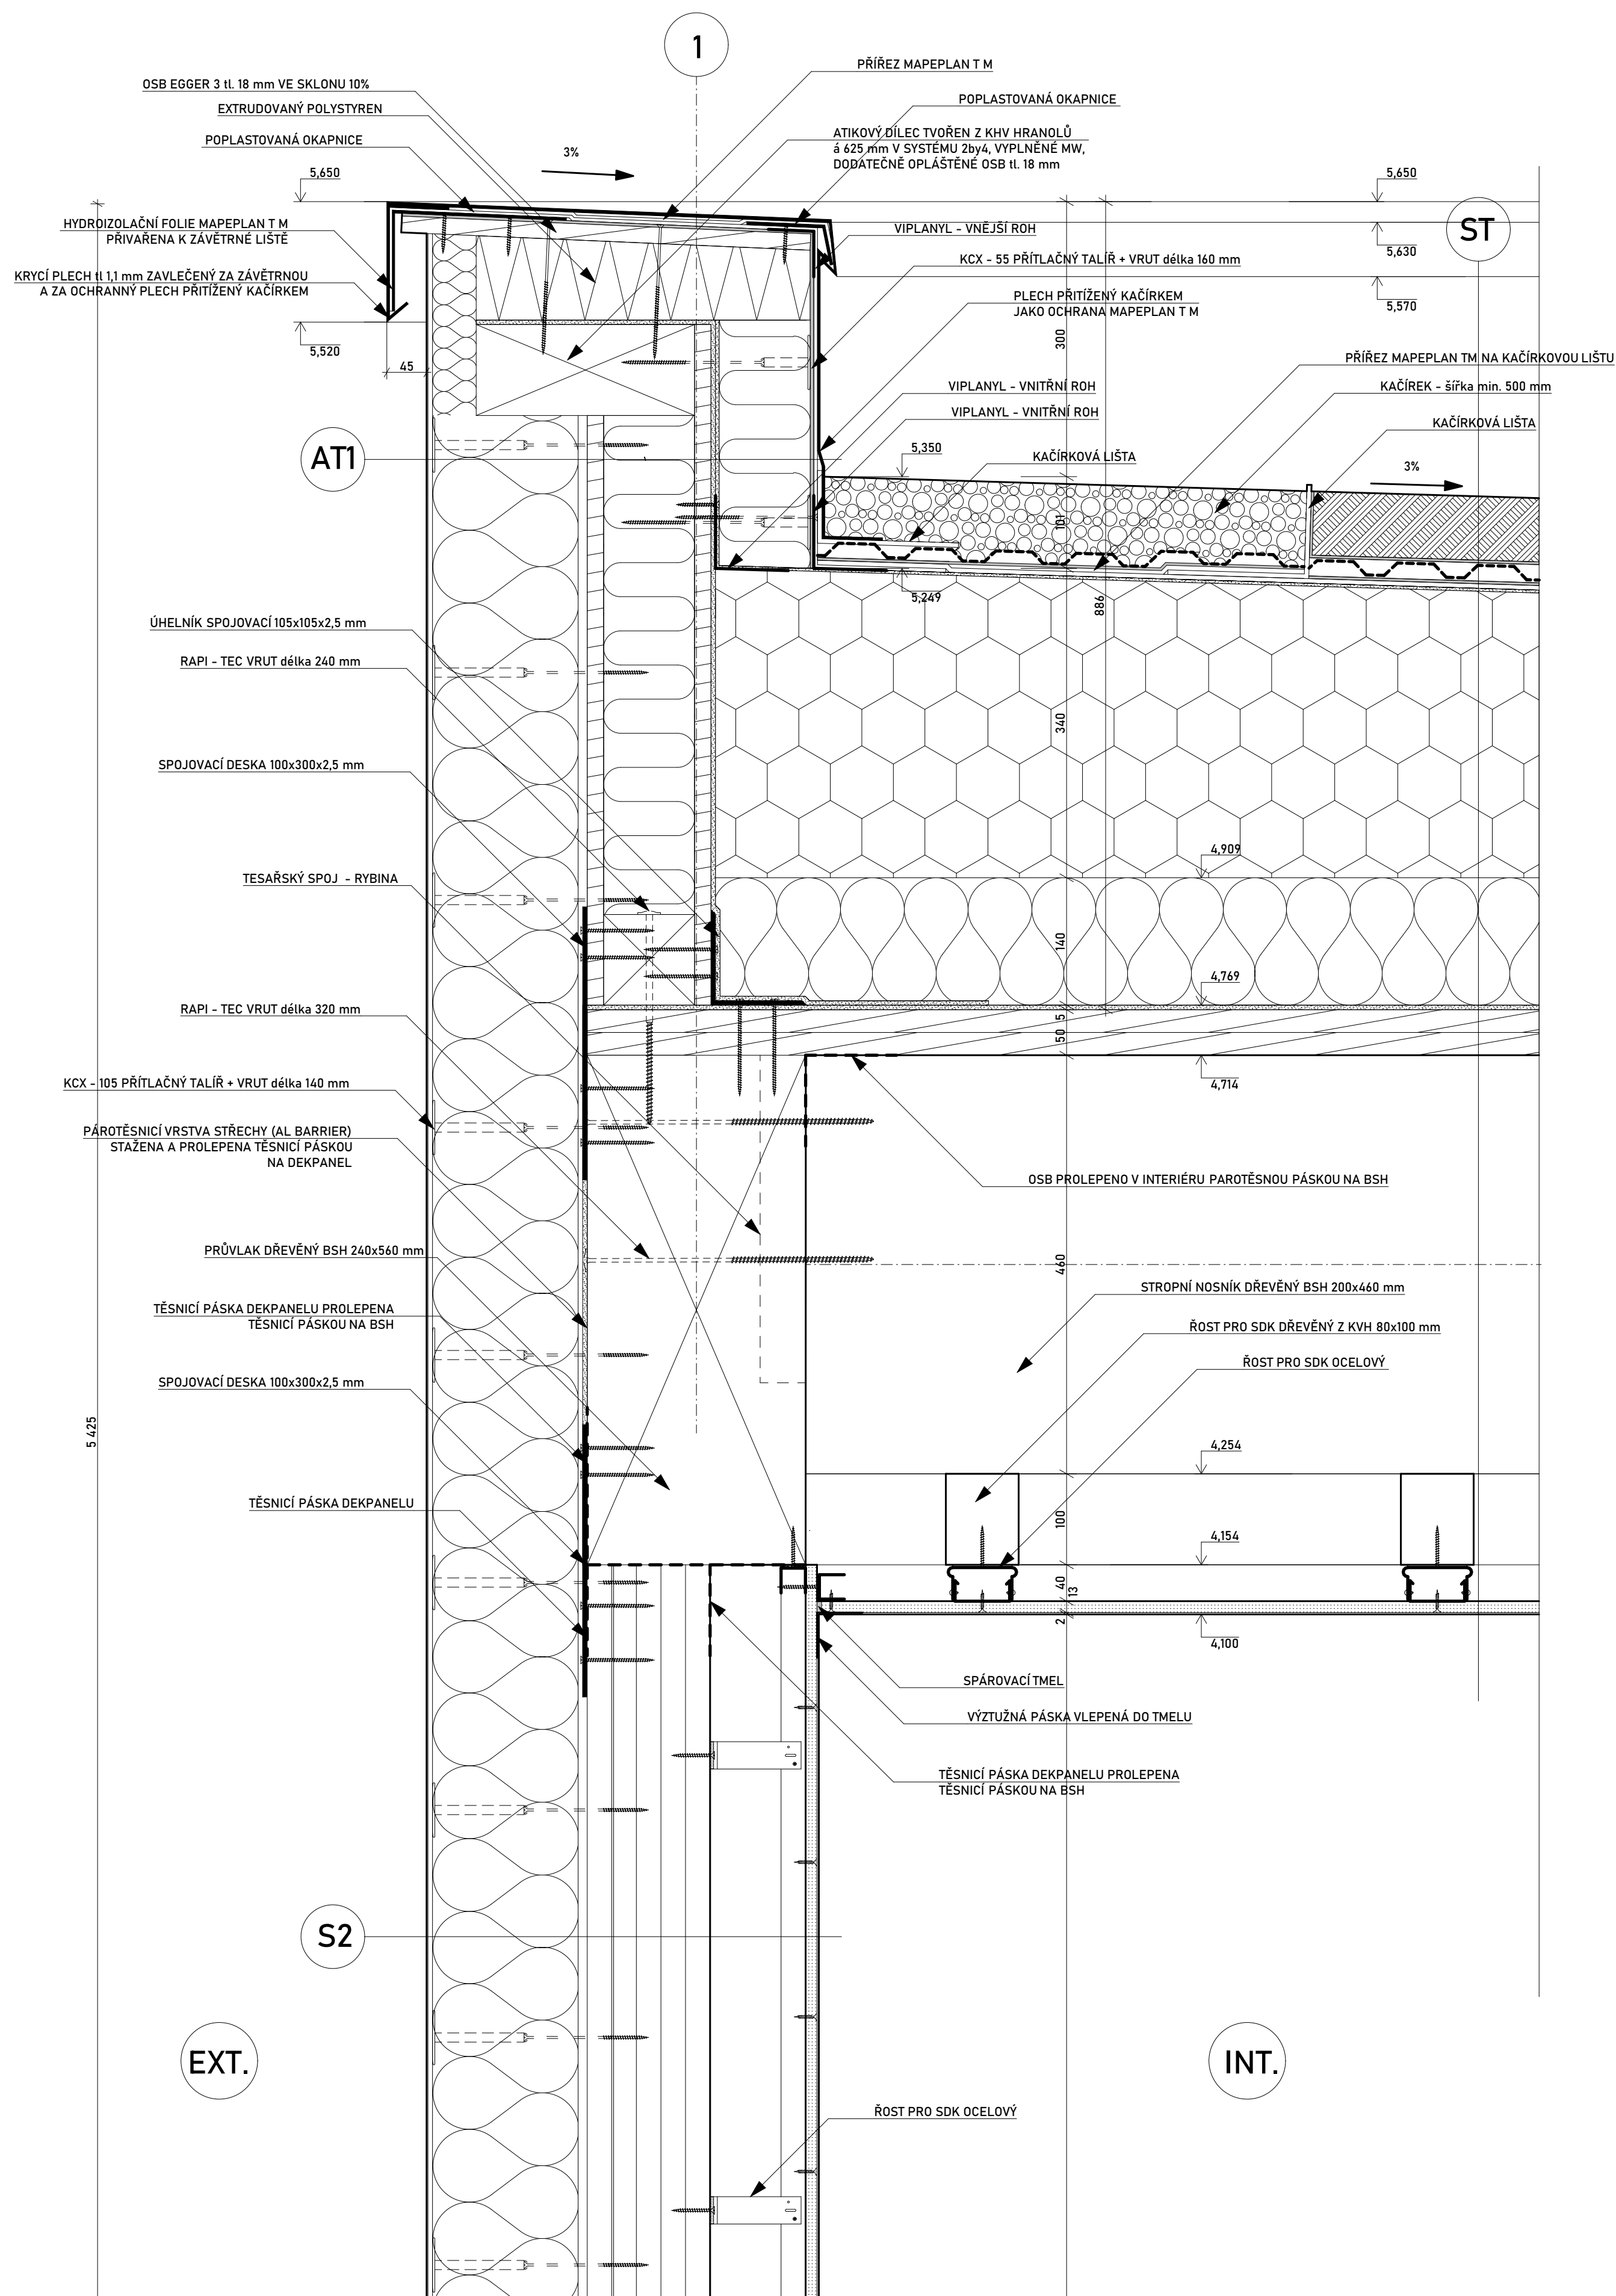 1
PŘÍŘEZ MAPEPLAN T M
OSB EGGER 3 tl. 18 mm VE SKLONU 10%
POPLASTOVANÁ OKAPNICE
EXTRUDOVANÝ POLYSTYREN
ATIKOVÝ DÍLEC TVOŘEN Z KHV HRANOLŮ
á 625 mm V SYSTÉMU 2by4, VYPLNĚNÉ MW,
DODATEČNĚ OPLÁŠTĚNÉ OSB tl. 18 mm
POPLASTOVANÁ OKAPNICE
3%
5,650
5,650
ST
HYDROIZOLAČNÍ FOLIE MAPEPLAN T M
PŘIVAŘENA K ZÁVĚTRNÉ LIŠTĚ
VIPLANYL - VNĚJŠÍ ROH
5,630
KCX - 55 PŘÍTLAČNÝ TALÍŘ + VRUT délka 160 mm
KRYCÍ PLECH tl 1,1 mm ZAVLEČENÝ ZA ZÁVĚTRNOU
A ZA OCHRANNÝ PLECH PŘITÍŽENÝ KAČÍRKEM
PLECH PŘITÍŽENÝ KAČÍRKEM
JAKO OCHRANA MAPEPLAN T M
5,570
300
5,520
45
PŘÍŘEZ MAPEPLAN TM NA KAČÍRKOVOU LIŠTU
VIPLANYL - VNITŘNÍ ROH
KAČÍREK - šířka min. 500 mm
VIPLANYL - VNITŘNÍ ROH
KAČÍRKOVÁ LIŠTA
AT1
5,350
KAČÍRKOVÁ LIŠTA
3%
101
5,249
886
ÚHELNÍK SPOJOVACÍ 105x105x2,5 mm
RAPI - TEC VRUT délka 240 mm
340
SPOJOVACÍ DESKA 100x300x2,5 mm
4,909
TESAŘSKÝ SPOJ - RYBINA
140
4,769
RAPI - TEC VRUT délka 320 mm
5
50
KCX - 105 PŘÍTLAČNÝ TALÍŘ + VRUT délka 140 mm
4,714
PÁROTĚSNICÍ VRSTVA STŘECHY (AL BARRIER)
STAŽENA A PROLEPENA TĚSNICÍ PÁSKOU
NA DEKPANEL
OSB PROLEPENO V INTERIÉRU PAROTĚSNOU PÁSKOU NA BSH
PRŮVLAK DŘEVĚNÝ BSH 240x560 mm
460
STROPNÍ NOSNÍK DŘEVĚNÝ BSH 200x460 mm
TĚSNICÍ PÁSKA DEKPANELU PROLEPENA
TĚSNICÍ PÁSKOU NA BSH
ŘOST PRO SDK DŘEVĚNÝ Z KVH 80x100 mm
ŘOST PRO SDK OCELOVÝ
SPOJOVACÍ DESKA 100x300x2,5 mm
5 425
4,254
TĚSNICÍ PÁSKA DEKPANELU
100
4,154
40
13
2
4,100
SPÁROVACÍ TMEL
VÝZTUŽNÁ PÁSKA VLEPENÁ DO TMELU
TĚSNICÍ PÁSKA DEKPANELU PROLEPENA
TĚSNICÍ PÁSKOU NA BSH
S2
EXT.
INT.
ŘOST PRO SDK OCELOVÝ